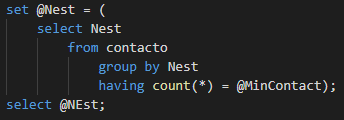 set @Nest = (
select Nest
from contacto
group by Nest
having count(*) = @MinContact);
select @NEst;